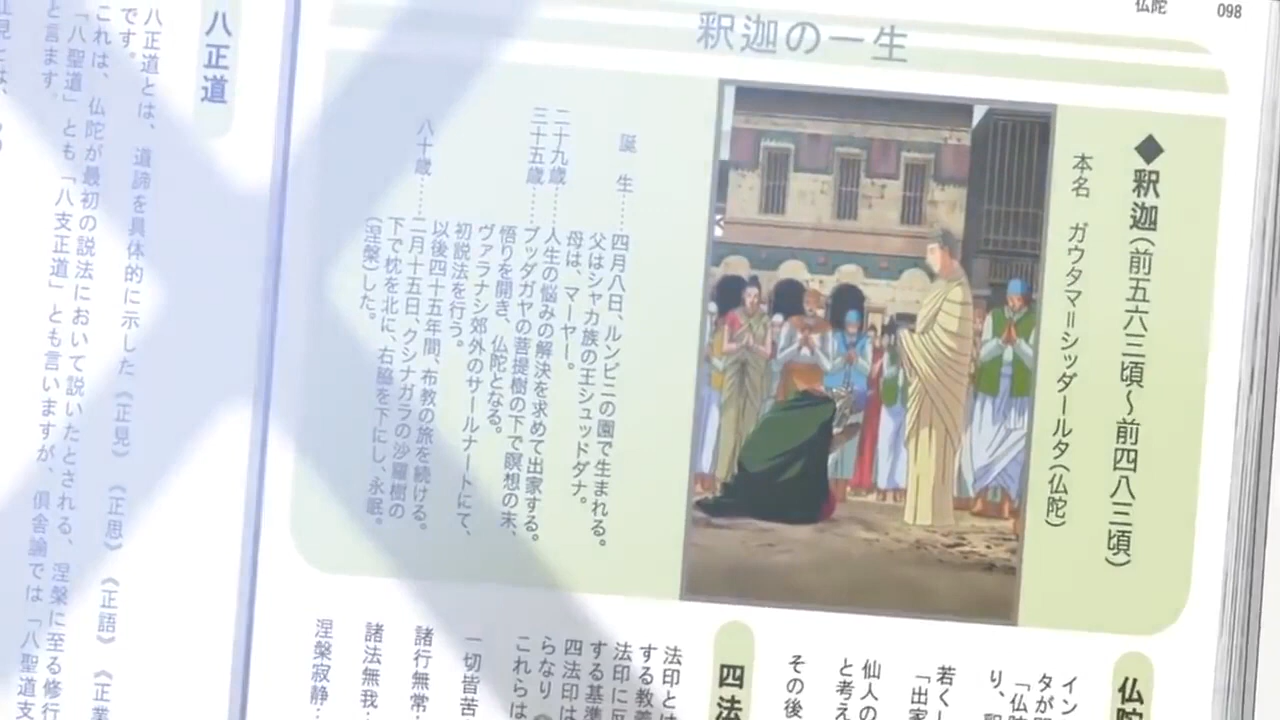 仏陀
098
釈迦の一生
◆釈迦(前五六三頃〜前四八三頃)
本名 ガウタマ=シッダールタ(仏陀)
誕 生……四月八日、ルンビニの園で生まれる。
父はシャカ族の王シュッドダナ。
母は、マーヤー。
二十九歳……人生の悩みの解決を求めて出家する。
三十五歳……ブッダガヤの菩提樹の下で瞑想の末、
悟りを開き、仏陀となる。
ヴァラナシ郊外のサールナートにて、
初説法を行う。
以後四十五年間、布教の旅を続ける。
八十歳……二月十五日、クシナガラの沙羅樹の
下で枕を北に、右脇を下にし、永眠。
(涅槃)した。
仏陀
イン
タが
「仏陀
り、
若く
「出家
仙人の
と考え
その後
四法
法印と
する教義
法印に
する基準
四法印は
らなり
これらは
一切皆苦…
諸行無常…
諸法無我…
涅槃寂静…
八正道
八正道とは、道諦を具体的に示した《正見》《正思》《正語》《正業
です。
これは、仏陀が最初の説法において説いたとされる、涅槃に至る修行
「八聖道」とも「八支正道」とも言いますが、倶舎論では「八聖道支
と言います。
正見とは、